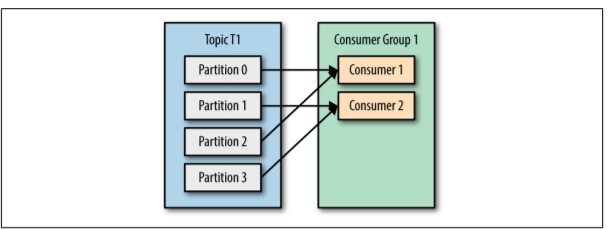 Topic T1
Partition 0
Partition 1
Partition 2
Partition 3
Consumer Group 1
Consumer 1
Consumer 2